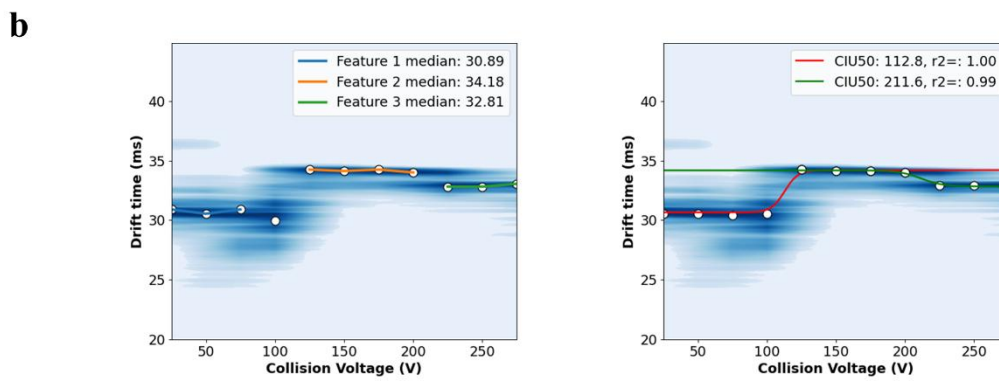 b
Feature 1 median: 30.89
Feature 2 median: 34.18
Feature 3 median: 32.81
40
35
30
25
20
50
100
150
200
250
Drift time (ms)
Collision Voltage (V)
CIU50: 112.8, r2=: 1.00
CIU50: 211.6, r2=: 0.99
40
35
30
25
20
50
100
150
200
250
Drift time (ms)
Collision Voltage (V)